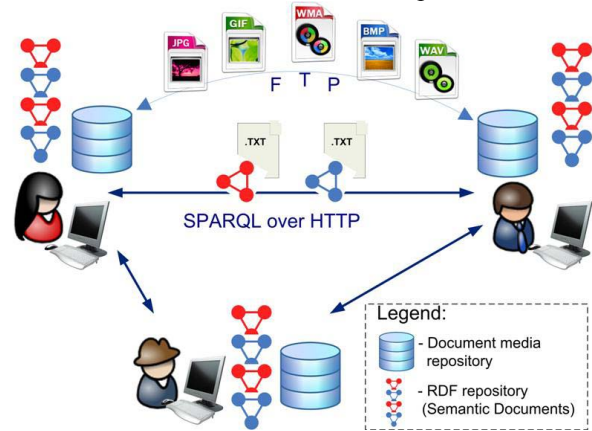 JPG
GIF
WMA
BMP
WAV
F T P
.TXT
.TXT
SPARQL over HTTP
Legend:
- Document media
repository
- RDF repository
(Semantic Documents)